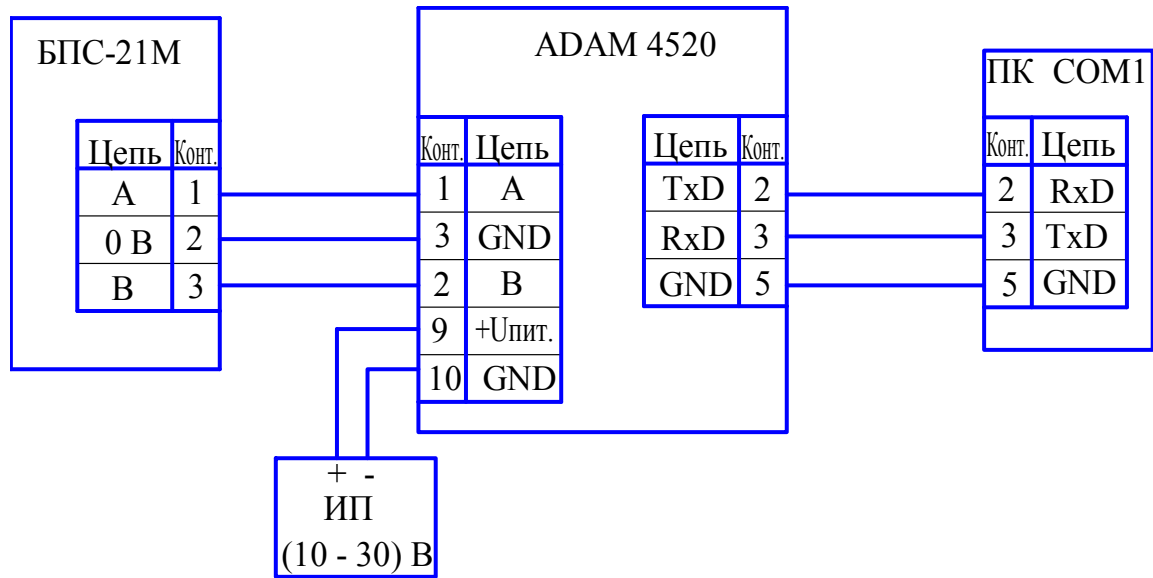 БПС-21М
Цепь Конт.
А 1
0 В 2
В 3
ADAM 4520
Конт. Цепь
1 А
3 GND
2 В
9 +Uпит.
10 GND
Цепь Конт.
TxD 2
RxD 3
GND 5
ПК COM1
Конт. Цепь
2 RxD
3 TxD
5 GND
+ -
ИП
(10 - 30) В